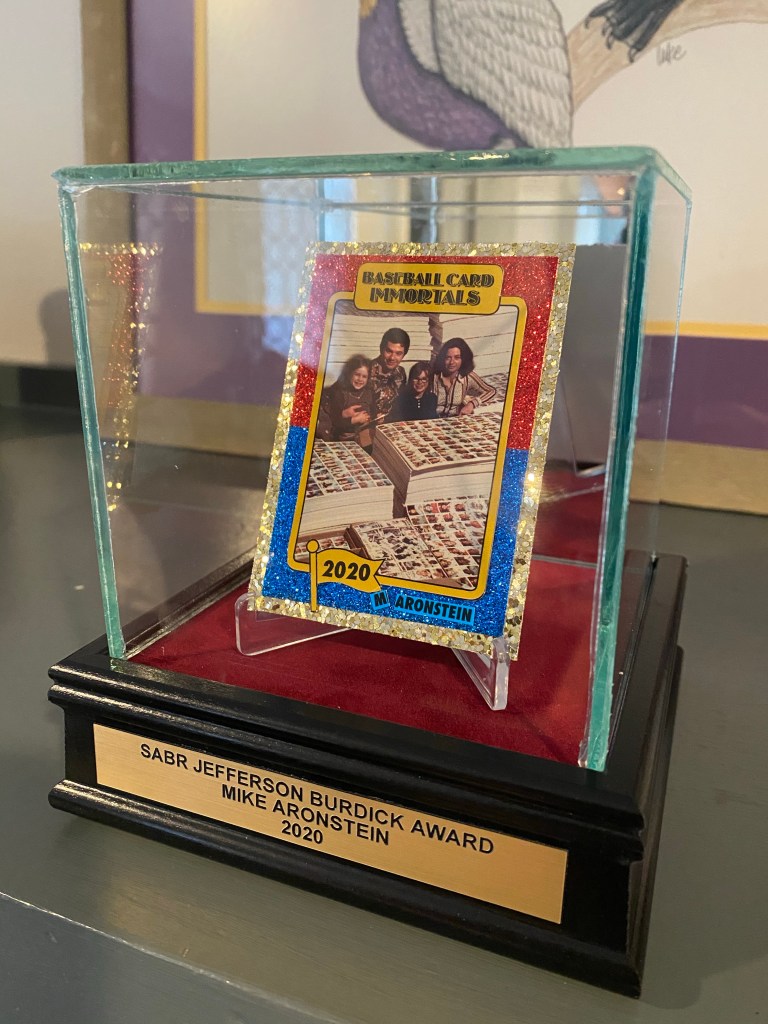 BASEBALL CARD
IMMORTALS
2020
M ARONSTEIN
SABR JEFFERSON BURDICK AWARD
MIKE ARONSTEIN
2020